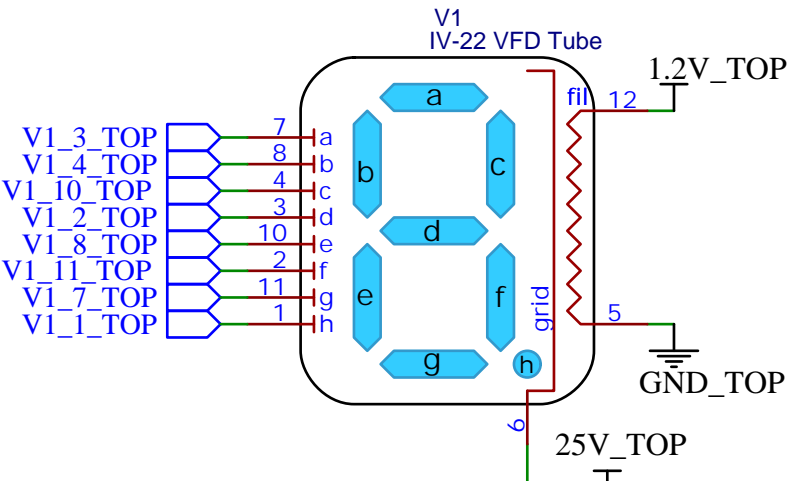 V1
IV-22 VFD Tube
1.2V_TOP
a
fil 12
V1_3_TOP 7 a
V1_4_TOP 8 b
b
c
V1_10_TOP 4 c
V1_2_TOP 3 d
d
V1_8_TOP 10 e
V1_11_TOP 2 f
e
f
V1_7_TOP 11 g
grid
V1_1_TOP 1 h
5
g
h
GND_TOP
6
25V_TOP